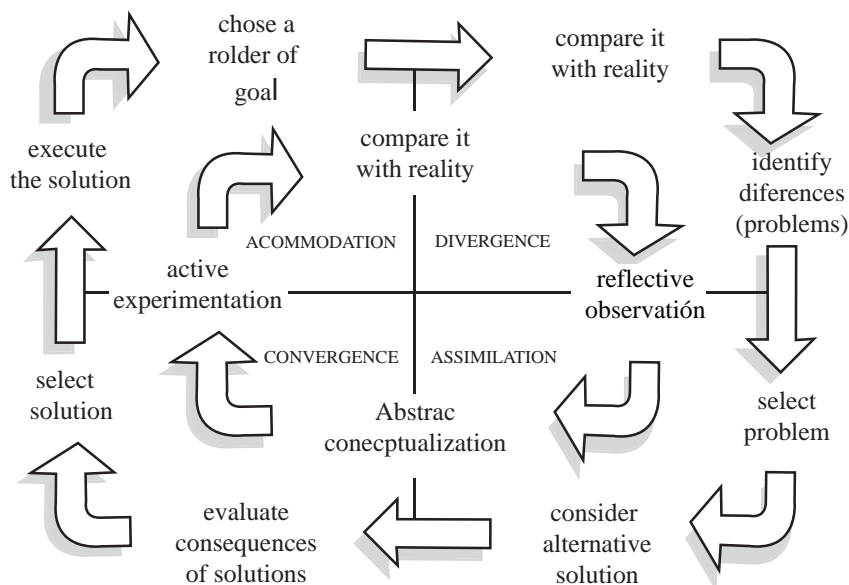 chose a
rolder of
goal
compare it
with reality
execute
the solution
compare it
with reality
identify
diferences
(problems)
ACOMMODATION
DIVERGENCE
active
experimentation
reflective
observatión
CONVERGENCE
ASSIMILATION
select
solution
Abstrac
conecptualization
select
problem
evaluate
consequences
of solutions
consider
alternative
solution